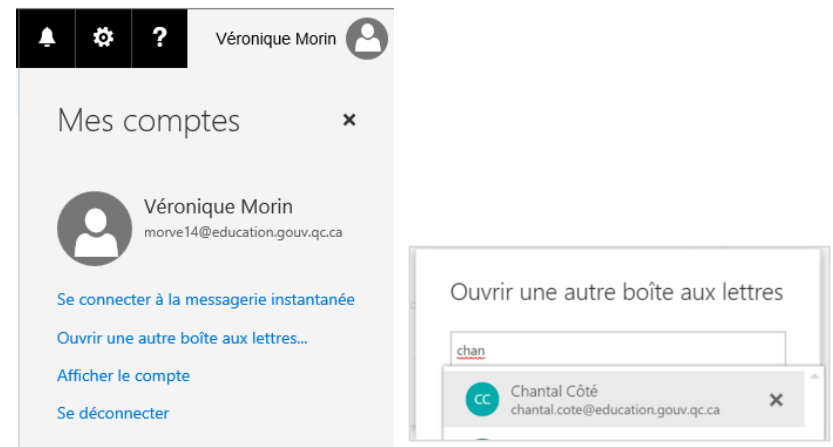 ?
Véronique Morin
Mes comptes
Véronique Morin
morve14@education.gouv.qc.ca
Se connecter à la messagerie instantanée
Ouvrir une autre boîte aux lettres...
Afficher le compte
Se déconnecter
Ouvrir une autre boîte aux lettres
chan
CC
Chantal Côté
chantal.cote@education.gouv.qc.ca